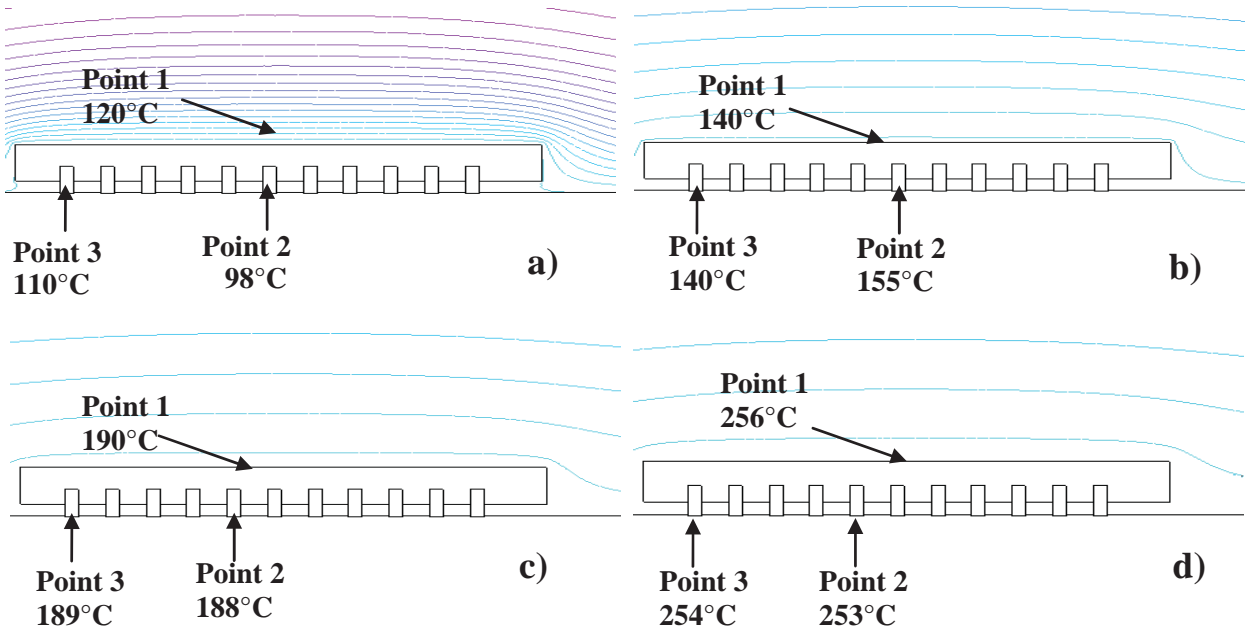 Point 1
120°C
Point 3
110°C
Point 2
98°C
a)
Point 1
140°C
Point 3
140°C
Point 2
155°C
b)
Point 1
190°C
Point 3
189°C
Point 2
188°C
c)
Point 1
256°C
Point 3
254°C
Point 2
253°C
d)